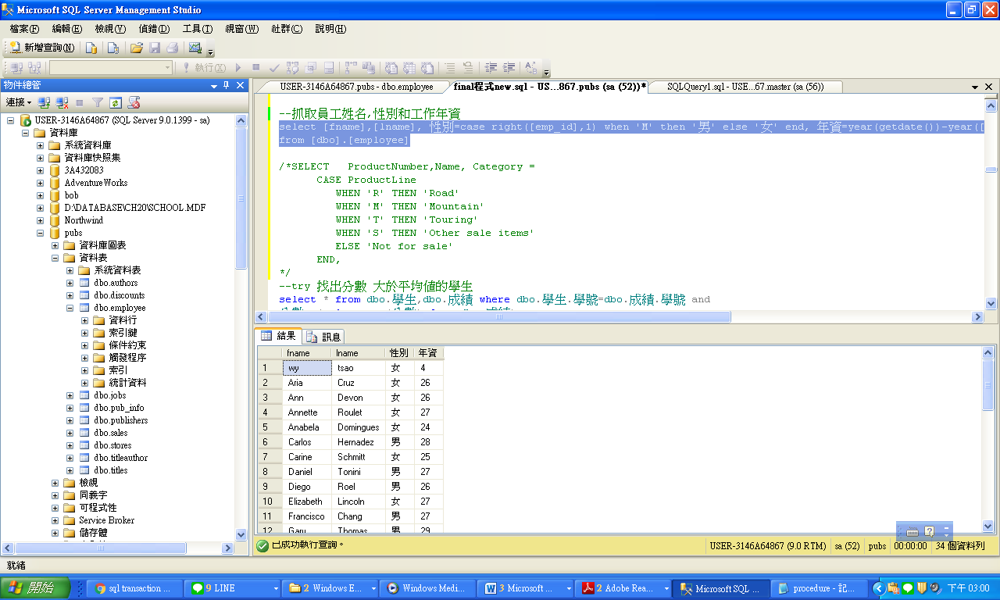 Microsoft SQL Server Management Studio
檔案(F) 編輯(E) 檢視(V) 偵錯(D) 工具(T) 視窗(W) 社群(C) 說明(H)
新增查詢(N)
執行(X)
物件總管
連接
USER-3146A64867 (SQL Server 9.0.1399 - sa)
資料庫
系統資料庫
資料庫快照集
3A432083
AdventureWorks
bob
D:\DATABASE\CH20\SCHOOL.MDF
Northwind
pubs
資料庫圖表
資料表
系統資料表
dbo.authors
dbo.discounts
dbo.employee
資料行
索引鍵
條件約束
觸發程序
索引
統計資料
dbo.jobs
dbo.pub_info
dbo.publishers
dbo.sales
dbo.stores
dbo.titleauthor
dbo.titles
檢視
同義字
可程式性
Service Broker
儲存體
USER-3146A64867.pubs - dbo.employee
final程式new.sql - US...867.pubs (sa (52))*
SQLQuery1.sql - USE...67.master (sa (56))
--抓取員工姓名,性別和工作年資
select [fname],[lname], 性別=case right([emp_id],1) when 'M' then '男' else '女' end, 年資=year(getdate())-year([
from [dbo].[employee]
/*SELECT ProductNumber,Name, Category =
CASE ProductLine
WHEN 'R' THEN 'Road'
WHEN 'M' THEN 'Mountain'
WHEN 'T' THEN 'Touring'
WHEN 'S' THEN 'Other sale items'
ELSE 'Not for sale'
END,
*/
--try 找出分數 大於平均值的學生
select * from dbo.學生,dbo.成績 where dbo.學生.學號=dbo.成績.學號 and
結果 訊息
fname lname 性別 年資
1 wy tsao 女 4
2 Aria Cruz 女 26
3 Ann Devon 女 26
4 Annette Roulet 女 27
5 Anabela Domingues 女 24
6 Carlos Hernadez 男 28
7 Carine Schmitt 女 25
8 Daniel Tonini 男 27
9 Diego Roel 男 26
10 Elizabeth Lincoln 女 27
11 Francisco Chang 男 27
12 Gary Thomas 男 29
已成功執行查詢。 USER-3146A64867 (9.0 RTM) sa (52) pubs 00:00:00 34 個資料列
就緒
開始 sql transaction ... 9 LINE 2 Windows E... Windows Medi... 3 Microsoft ... 2 Adobe Rea... Microsoft SQL ... procedure - 記... 下午 03:00